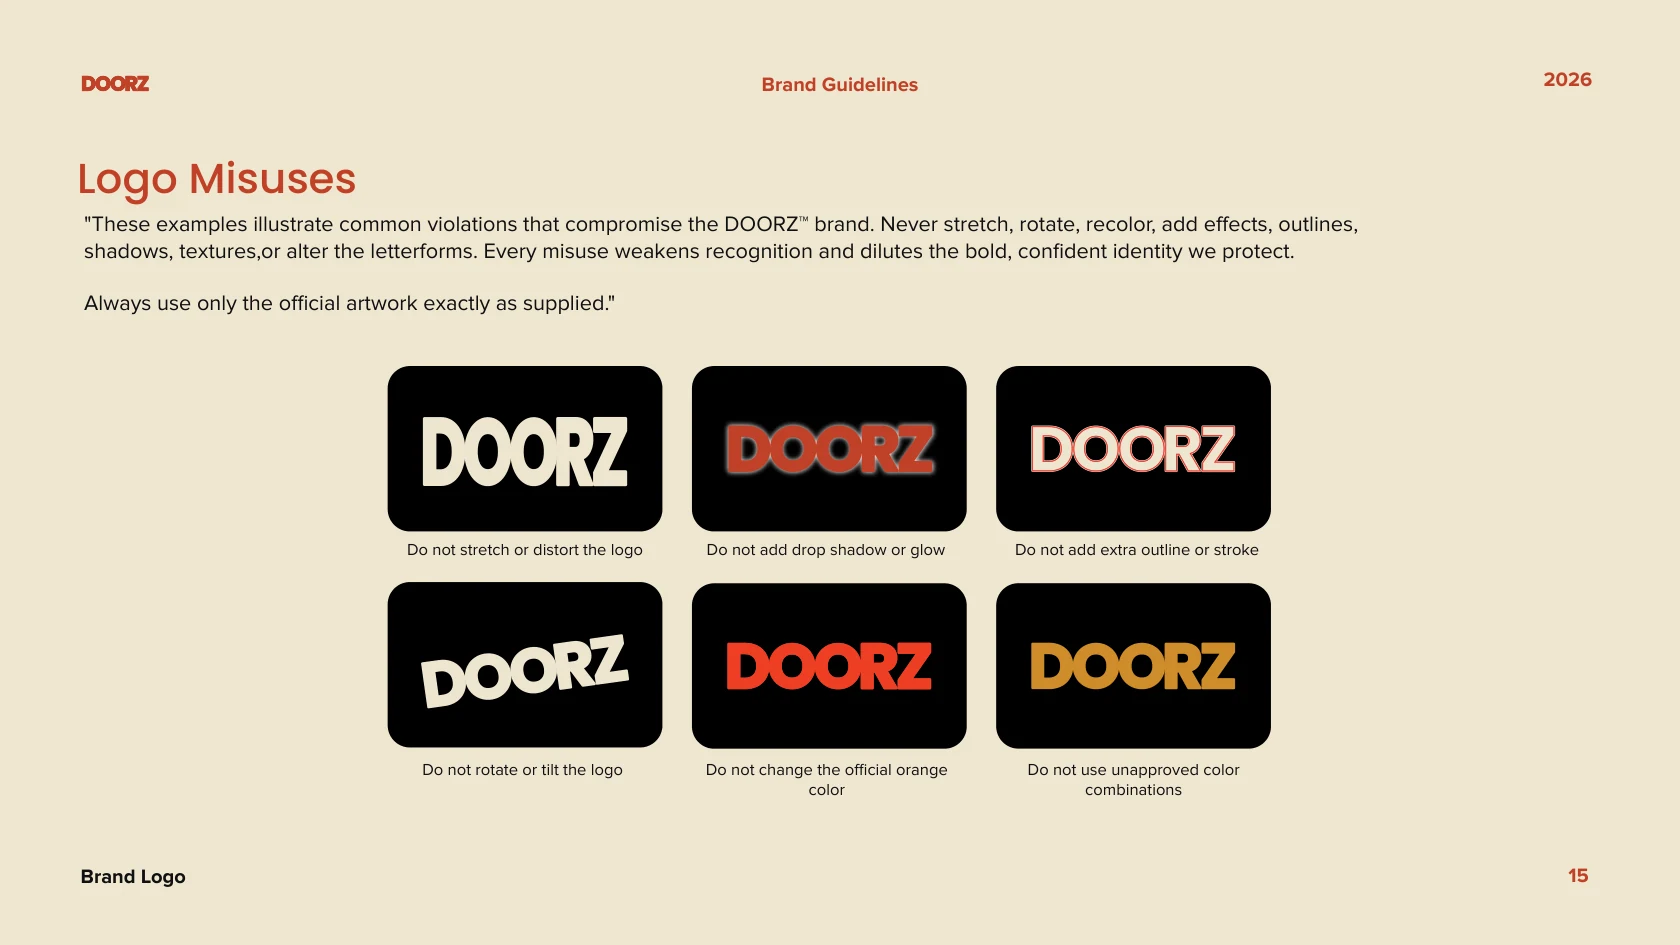 DOORZ
Brand Guidelines
2026
Logo Misuses
"These examples illustrate common violations that compromise the DOORZ™ brand. Never stretch, rotate, recolor, add effects, outlines,
shadows, textures,or alter the letterforms. Every misuse weakens recognition and dilutes the bold, confident identity we protect.
Always use only the official artwork exactly as supplied."
DOORZ
DOORZ
DOORZ
Do not stretch or distort the logo
Do not add drop shadow or glow
Do not add extra outline or stroke
DOORZ
DOORZ
DOORZ
Do not rotate or tilt the logo
Do not change the official orange
color
Do not use unapproved color
combinations
Brand Logo
15